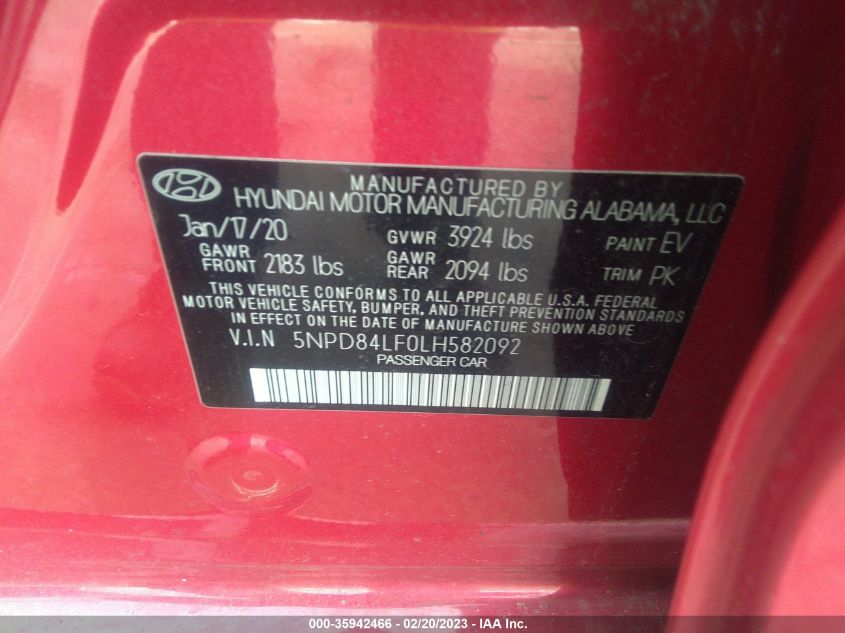 MANUFACTURED BY
HYUNDAI MOTOR MANUFACTURING ALABAMA, LLC
Jan/17/20 GVWR 3924 lbs PAINT EV
GAWR FRONT 2183 lbs GAWR REAR 2094 lbs TRIM PK
THIS VEHICLE CONFORMS TO ALL APPLICABLE U.S.A. FEDERAL
MOTOR VEHICLE SAFETY, BUMPER, AND THEFT PREVENTION STANDARDS
IN EFFECT ON THE DATE OF MANUFACTURE SHOWN ABOVE
V.I.N 5NPD84LF0LH582092
PASSENGER CAR
000-35942466 - 02/20/2023 - Copyright © 2023 IAA, Inc.